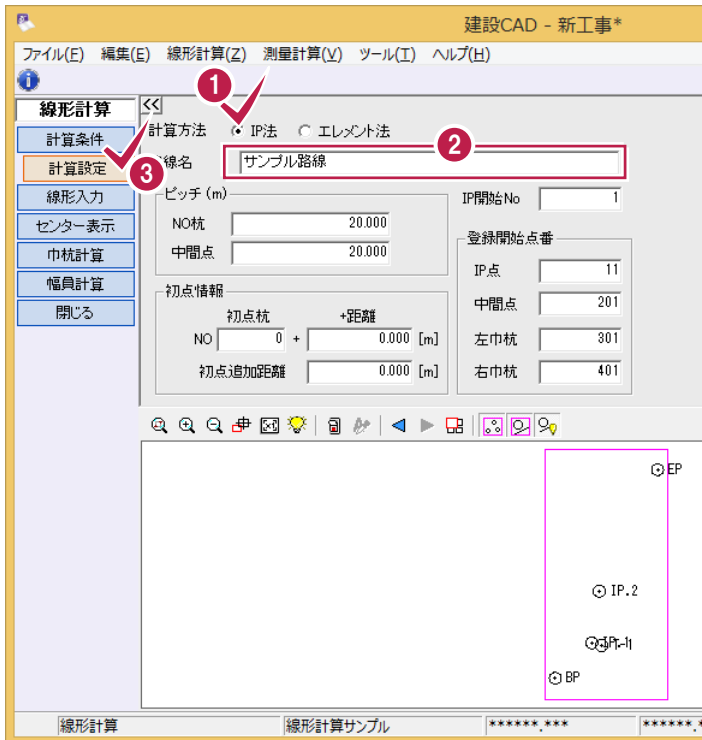 建設CAD - 新工事*
ファイル(F) 編集(E) 線形計算(Z) 測量計算(V) ツール(T) ヘルプ(H)
1
線形計算
<<
計算条件
計算設定
線形入力
センター表示
巾杭計算
幅員計算
閉じる
3
計算方法 IP法 エレメント法
2
線名 サンプル路線
ピッチ (m)
NO杭 20.000
中間点 20.000
IP開始No 1
登録開始点番
IP点 11
中間点 201
左巾杭 301
右巾杭 401
初点情報
初点杭 +距離
NO 0 + 0.000 [m]
初点追加距離 0.000 [m]
EP
IP.2
BP
線形計算 線形計算サンプル ******.*** ******.*